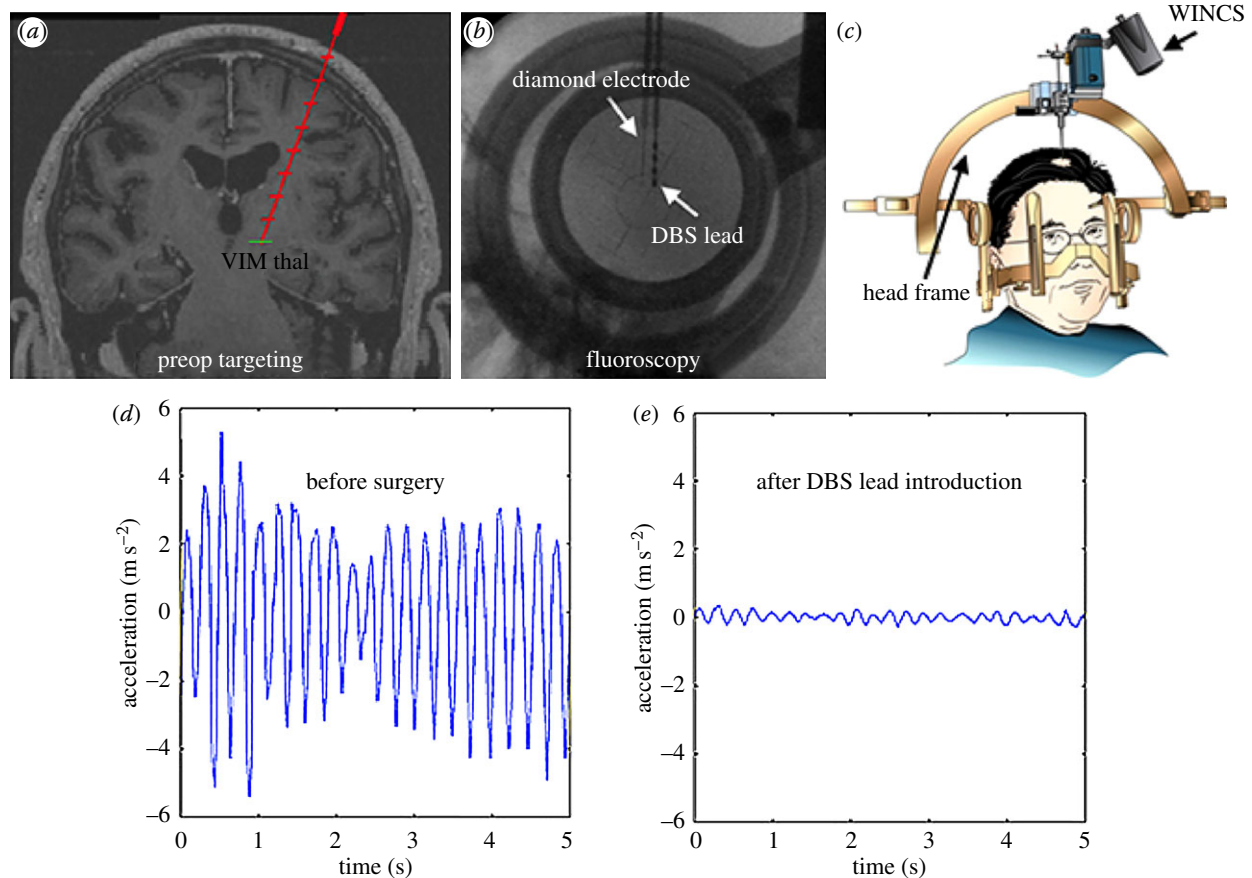 (a)
VIM thal
preop targeting
(b)
diamond electrode
DBS lead
fluoroscopy
(c)
WINCS
head frame
(d)
before surgery
acceleration (m s−2)
6
4
2
0
−2
−4
−6
0 1 2 3 4 5
time (s)
(e)
after DBS lead introduction
acceleration (m s−2)
6
4
2
0
−2
−4
−6
0 1 2 3 4 5
time (s)